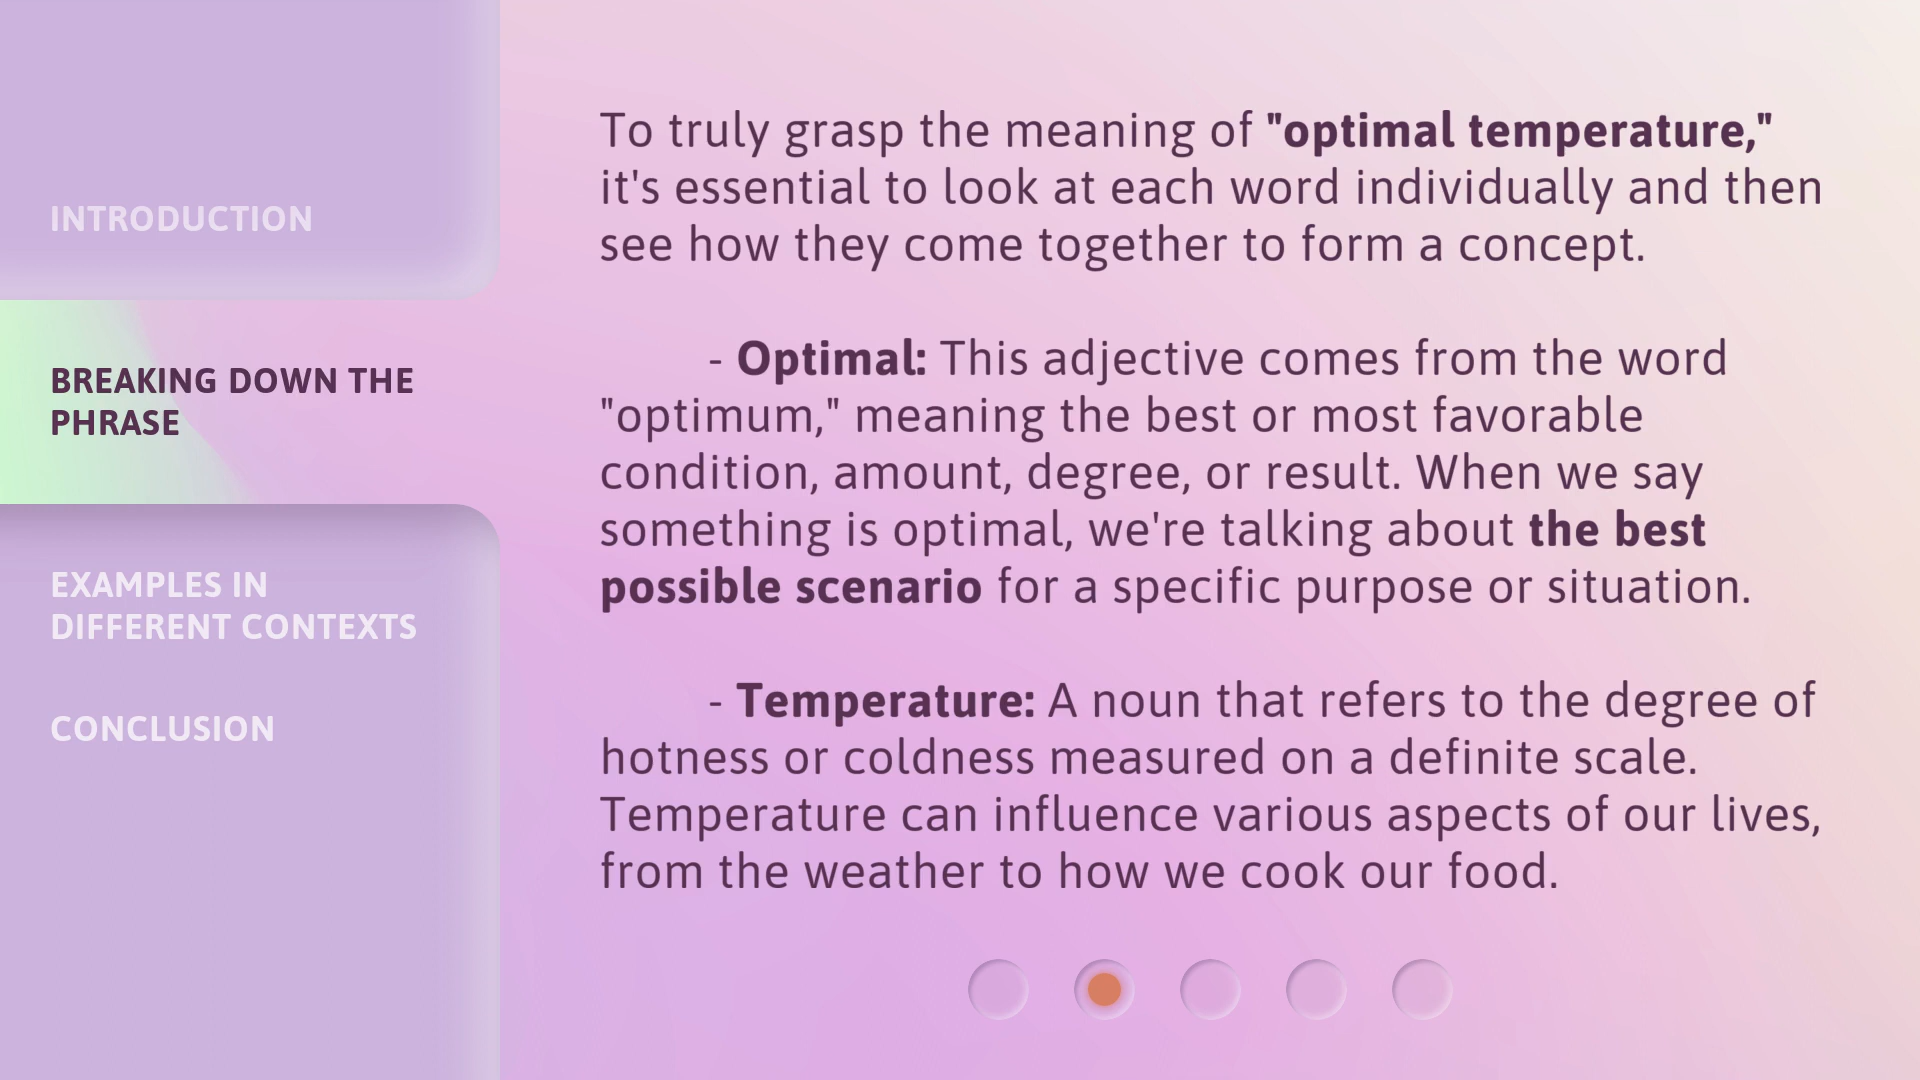 INTRODUCTION
BREAKING DOWN THE
PHRASE
EXAMPLES IN
DIFFERENT CONTEXTS
CONCLUSION
To truly grasp the meaning of "optimal temperature,"
it's essential to look at each word individually and then
see how they come together to form a concept.
- Optimal: This adjective comes from the word
"optimum," meaning the best or most favorable
condition, amount, degree, or result. When we say
something is optimal, we're talking about the best
possible scenario for a specific purpose or situation.
- Temperature: A noun that refers to the degree of
hotness or coldness measured on a definite scale.
Temperature can influence various aspects of our lives,
from the weather to how we cook our food.